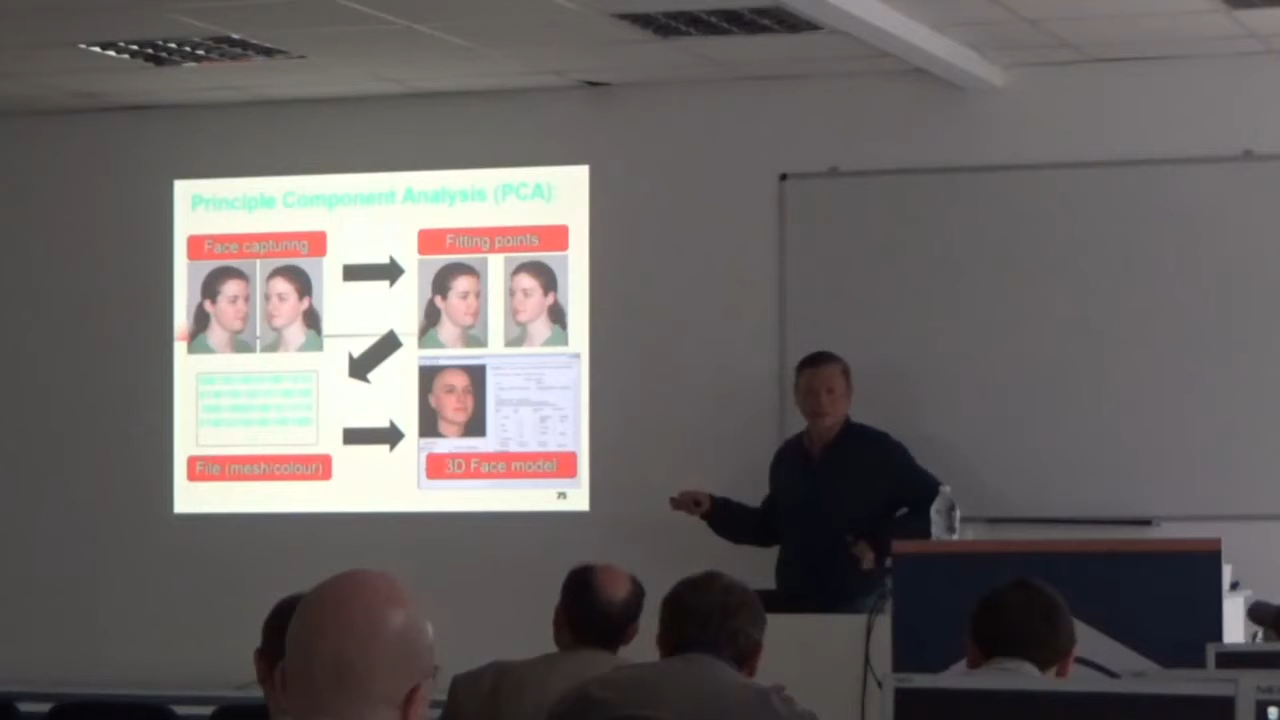 Principle Component Analysis (PCA)
Face capturing
Fitting points
File (mesh/colour)
3D Face model
75